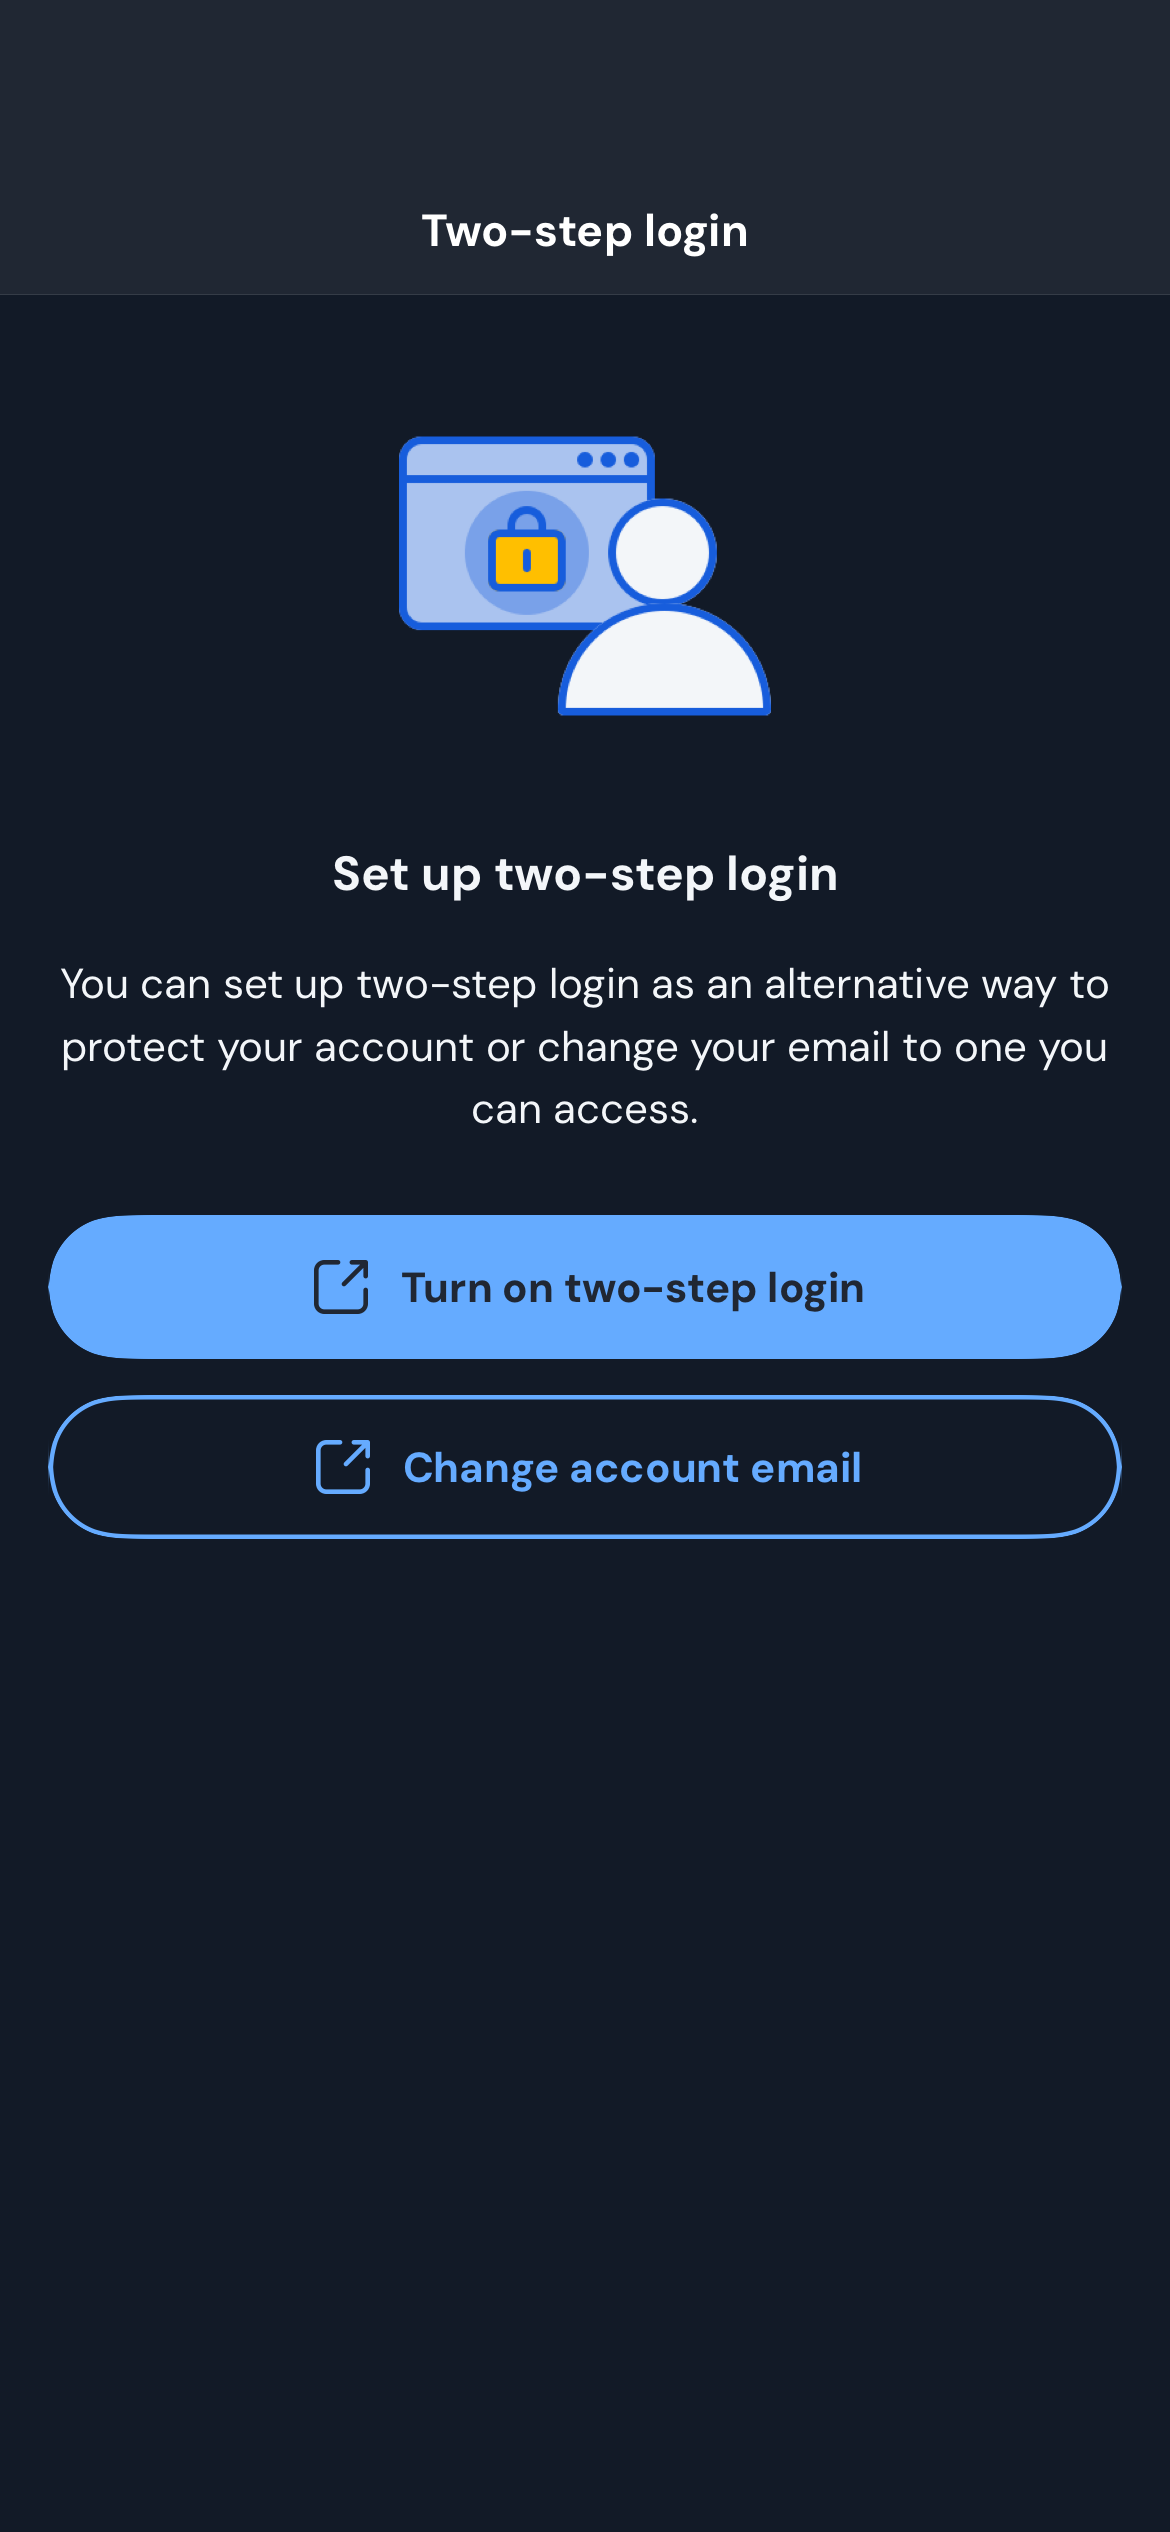 Two-step login
Set up two-step login
You can set up two-step login as an alternative way to
protect your account or change your email to one you
can access.
Turn on two-step login
Change account email